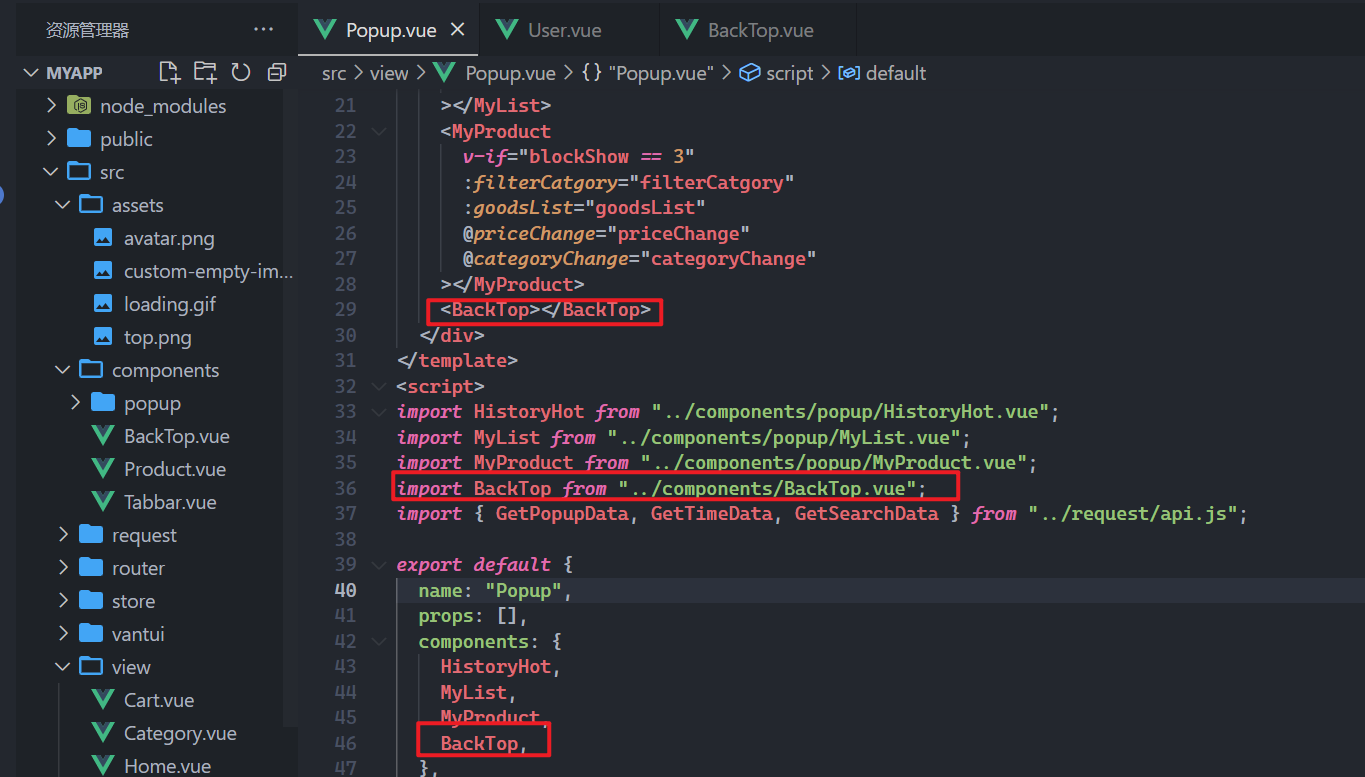 资源管理器 ···
Popup.vue
User.vue
BackTop.vue
MYAPP
src > view > Popup.vue > {} "Popup.vue" > script > default
node_modules
public
src
assets
avatar.png
custom-empty-im...
loading.gif
top.png
components
popup
BackTop.vue
Product.vue
Tabbar.vue
request
router
store
vantui
view
Cart.vue
Category.vue
Home.vue
21 ></MyList>
22 <MyProduct
23 v-if="blockShow == 3"
24 :filterCatgory="filterCatgory"
25 :goodsList="goodsList"
26 @priceChange="priceChange"
27 @categoryChange="categoryChange"
28 ></MyProduct>
29 <BackTop></BackTop>
30 </div>
31 </template>
32 <script>
33 import HistoryHot from "../components/popup/HistoryHot.vue";
34 import MyList from "../components/popup/MyList.vue";
35 import MyProduct from "../components/popup/MyProduct.vue";
36 import BackTop from "../components/BackTop.vue";
37 import { GetPopupData, GetTimeData, GetSearchData } from "../request/api.js";
38
39 export default {
40 name: "Popup",
41 props: [],
42 components: {
43 HistoryHot,
44 MyList,
45 MyProduct,
46 BackTop,
47 },